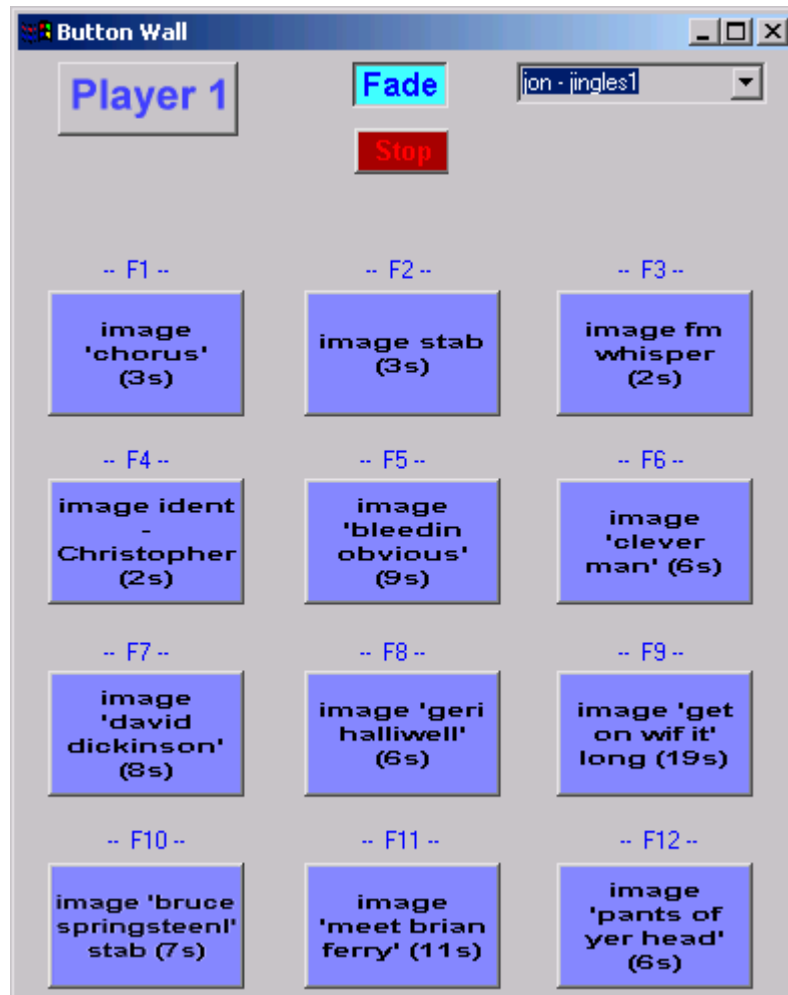 Button Wall
Player 1
Fade
jon - jingles1
Stop
-- F1 --
-- F2 --
-- F3 --
image
'chorus'
(3s)
image stab
(3s)
image fm
whisper
(2s)
-- F4 --
-- F5 --
-- F6 --
image ident
-
Christopher
(2s)
image
'bleedin
obvious'
(9s)
image
'clever
man' (6s)
-- F7 --
-- F8 --
-- F9 --
image
'david
dickinson'
(8s)
image 'geri
halliwell'
(6s)
image 'get
on wif it'
long (19s)
-- F10 --
-- F11 --
-- F12 --
image 'bruce
springsteenl'
stab (7s)
image
'meet brian
ferry' (11s)
image
'pants of
yer head'
(6s)